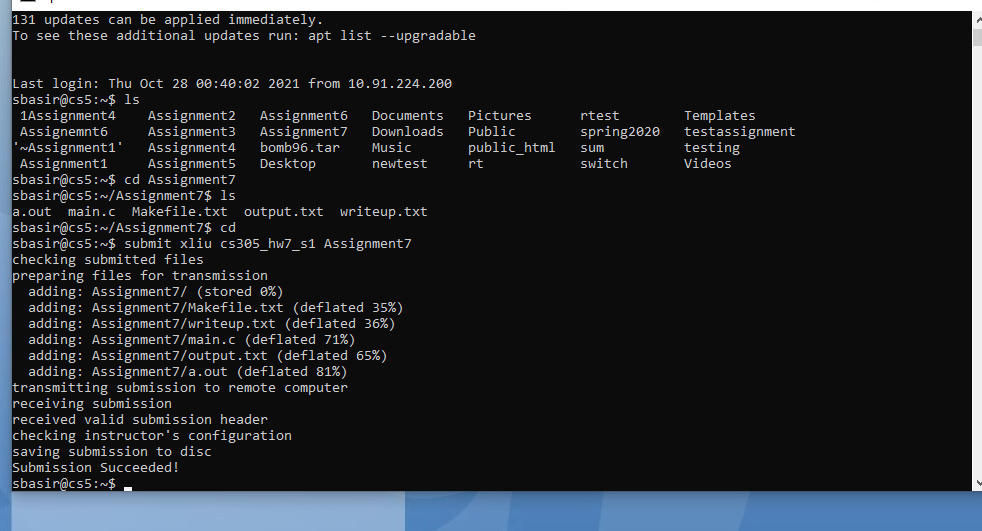 131 updates can be applied immediately.
To see these additional updates run: apt list --upgradable
Last login: Thu Oct 28 00:40:02 2021 from 10.91.224.200
sbasir@cs5:~$ ls
 1Assignment4    Assignment2   Assignment6   Documents   Pictures      rtest        Templates
 Assignemnt6     Assignment3   Assignment7   Downloads   Public        spring2020   testassignment
'~Assignment1'   Assignment4   bomb96.tar    Music       public_html   sum          testing
 Assignment1     Assignment5   Desktop       newtest     rt            switch       Videos
sbasir@cs5:~$ cd Assignment7
sbasir@cs5:~/Assignment7$ ls
a.out  main.c  Makefile.txt  output.txt  writeup.txt
sbasir@cs5:~/Assignment7$ cd
sbasir@cs5:~$ submit xliu cs305_hw7_s1 Assignment7
checking submitted files
preparing files for transmission
  adding: Assignment7/ (stored 0%)
  adding: Assignment7/Makefile.txt (deflated 35%)
  adding: Assignment7/writeup.txt (deflated 36%)
  adding: Assignment7/main.c (deflated 71%)
  adding: Assignment7/output.txt (deflated 65%)
  adding: Assignment7/a.out (deflated 81%)
transmitting submission to remote computer
receiving submission
received valid submission header
checking instructor's configuration
saving submission to disc
Submission Succeeded!
sbasir@cs5:~$